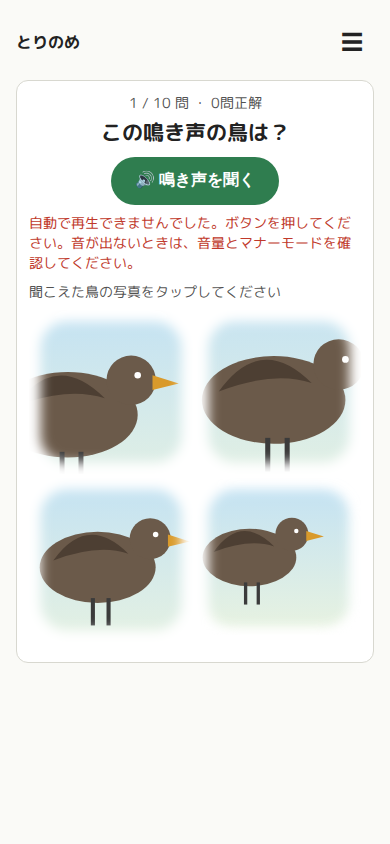 とりのめ
1 / 10 問 · 0問正解
この鳴き声の鳥は？
🔊 鳴き声を聞く
自動で再生できませんでした。ボタンを押してくだ
さい。音が出ないときは、音量とマナーモードを確
認してください。
聞こえた鳥の写真をタップしてください